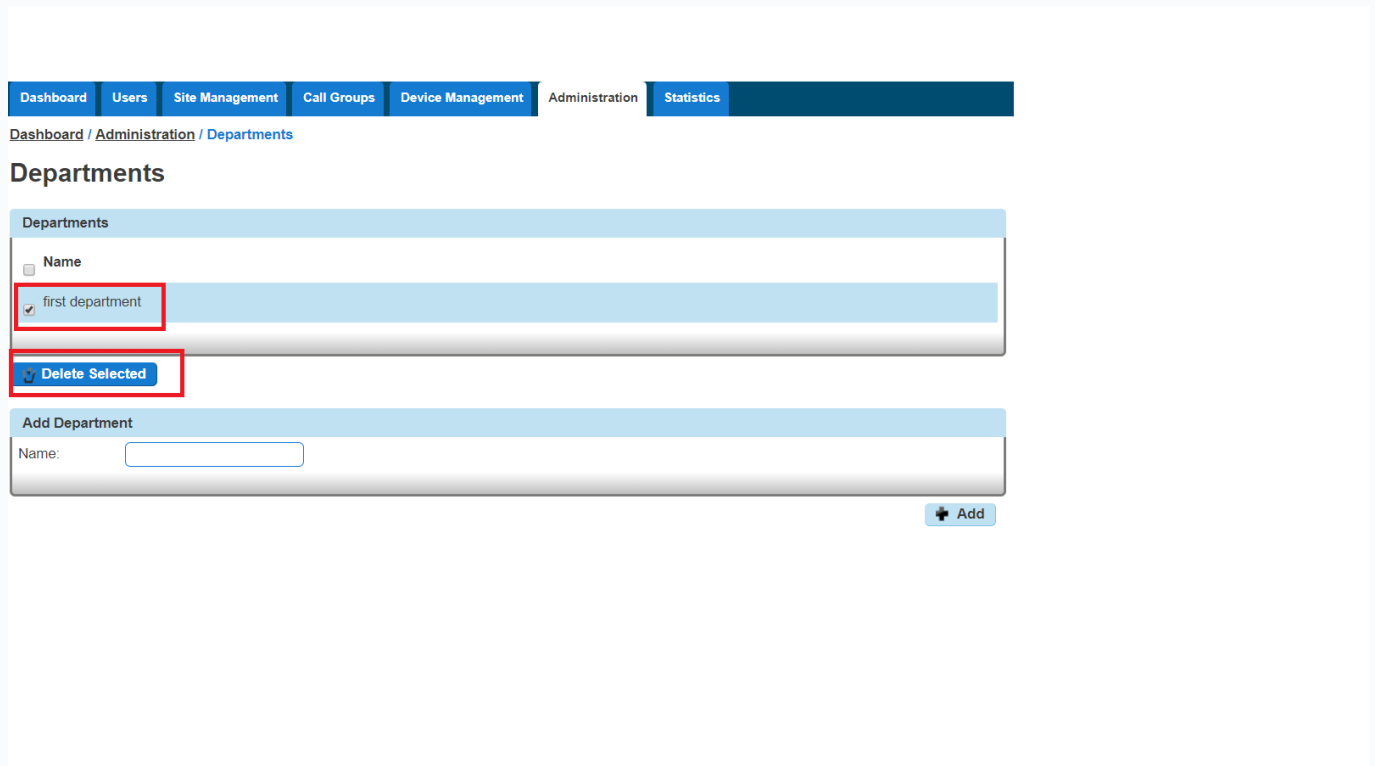 Dashboard Users Site Management Call Groups Device Management Administration Statistics
Dashboard / Administration / Departments
Departments
Departments
Name
first department
Delete Selected
Add Department
Name:
Add